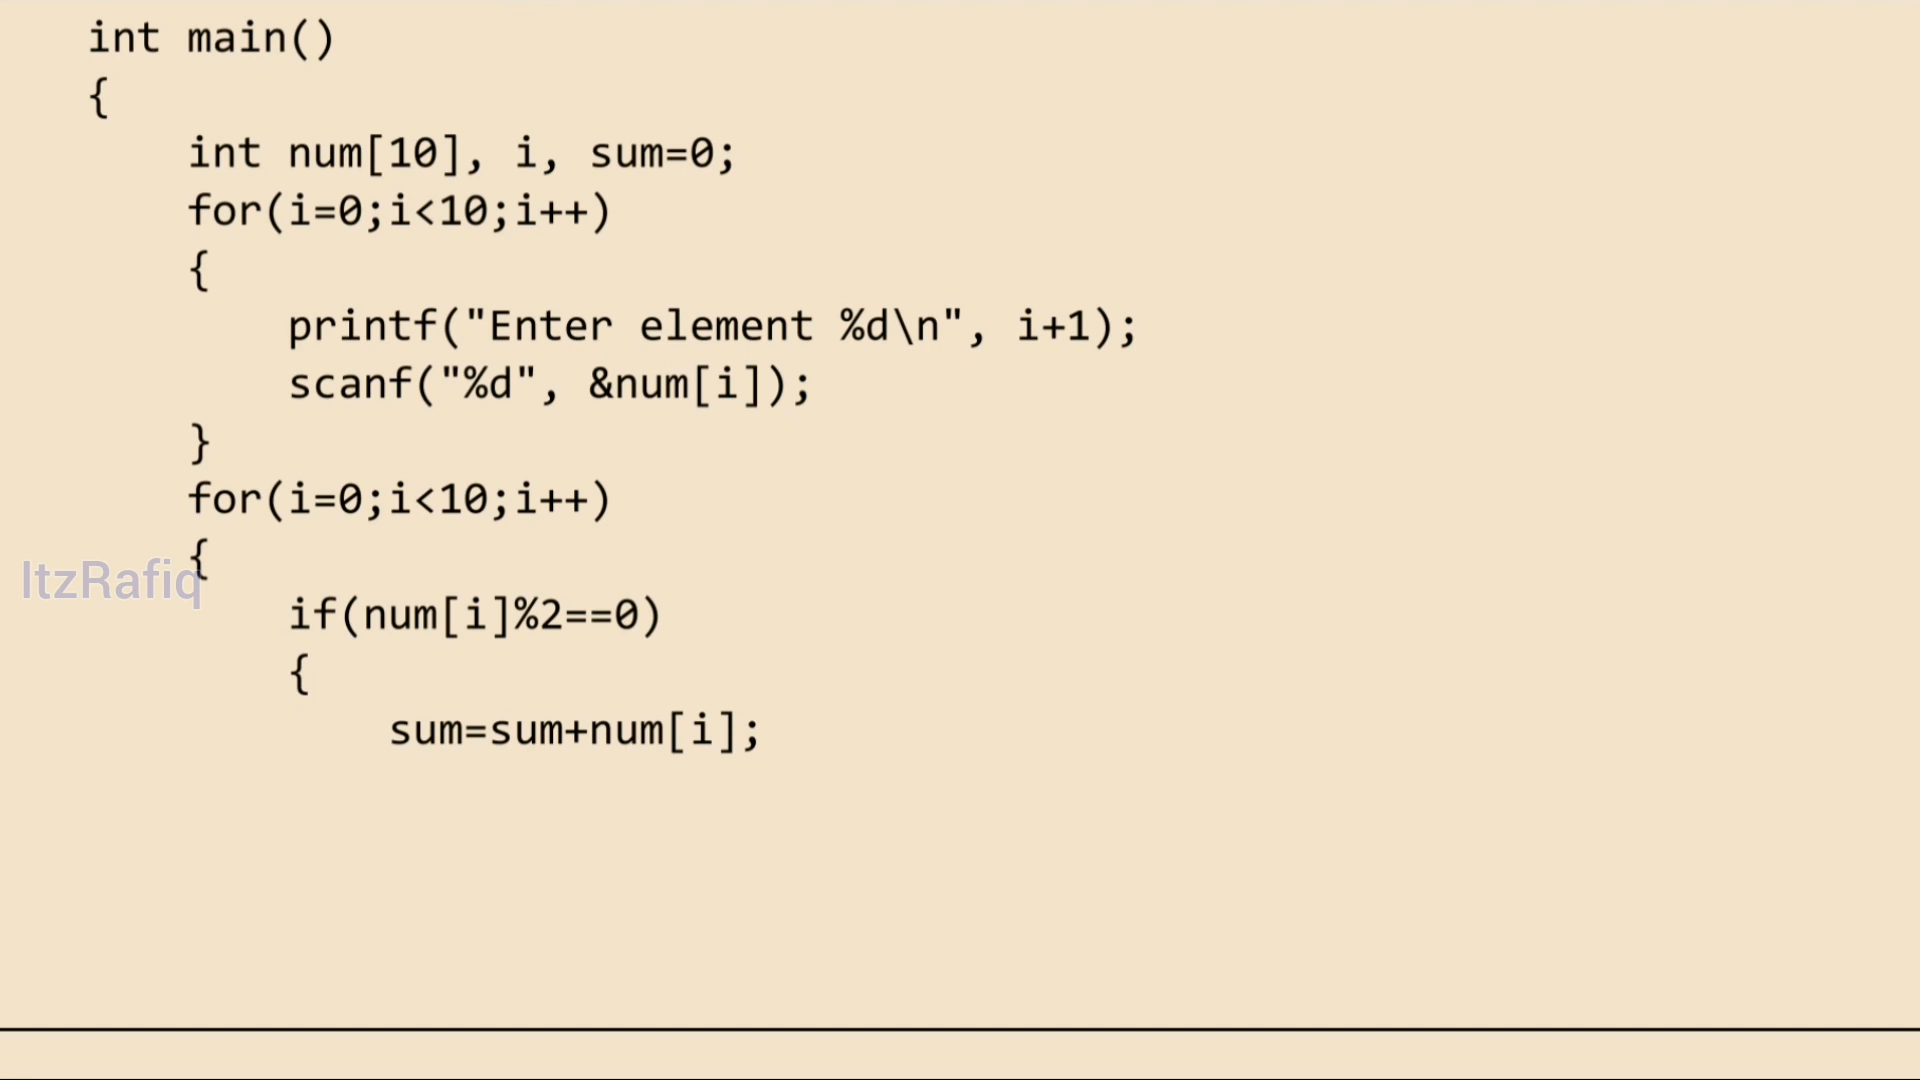 int main()
{
    int num[10], i, sum=0;
    for(i=0;i<10;i++)
    {
        printf("Enter element %d\n", i+1);
        scanf("%d", &num[i]);
    }
    for(i=0;i<10;i++)
    {
ItzRafiq
        if(num[i]%2==0)
        {
            sum=sum+num[i];